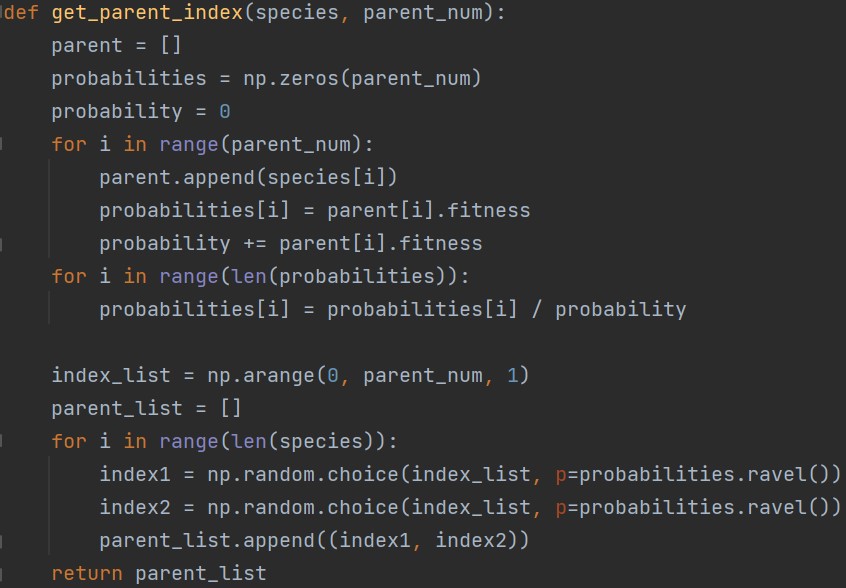 def get_parent_index(species, parent_num):
    parent = []
    probabilities = np.zeros(parent_num)
    probability = 0
    for i in range(parent_num):
        parent.append(species[i])
        probabilities[i] = parent[i].fitness
        probability += parent[i].fitness
    for i in range(len(probabilities)):
        probabilities[i] = probabilities[i] / probability

    index_list = np.arange(0, parent_num, 1)
    parent_list = []
    for i in range(len(species)):
        index1 = np.random.choice(index_list, p=probabilities.ravel())
        index2 = np.random.choice(index_list, p=probabilities.ravel())
        parent_list.append((index1, index2))
    return parent_list